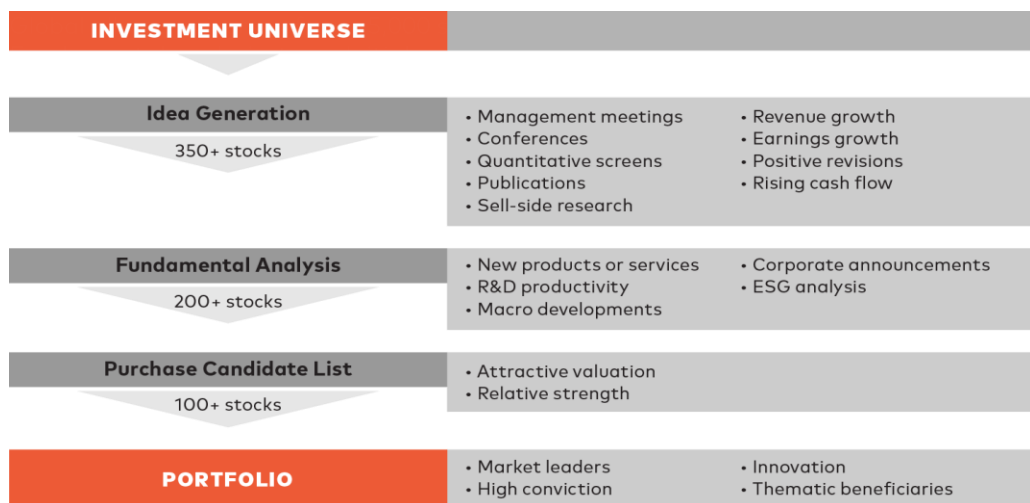 INVESTMENT UNIVERSE
Idea Generation
350+ stocks
• Management meetings
• Conferences
• Quantitative screens
• Publications
• Sell-side research
• Revenue growth
• Earnings growth
• Positive revisions
• Rising cash flow
Fundamental Analysis
200+ stocks
• New products or services
• R&D productivity
• Macro developments
• Corporate announcements
• ESG analysis
Purchase Candidate List
100+ stocks
• Attractive valuation
• Relative strength
PORTFOLIO
• Market leaders
• High conviction
• Innovation
• Thematic beneficiaries